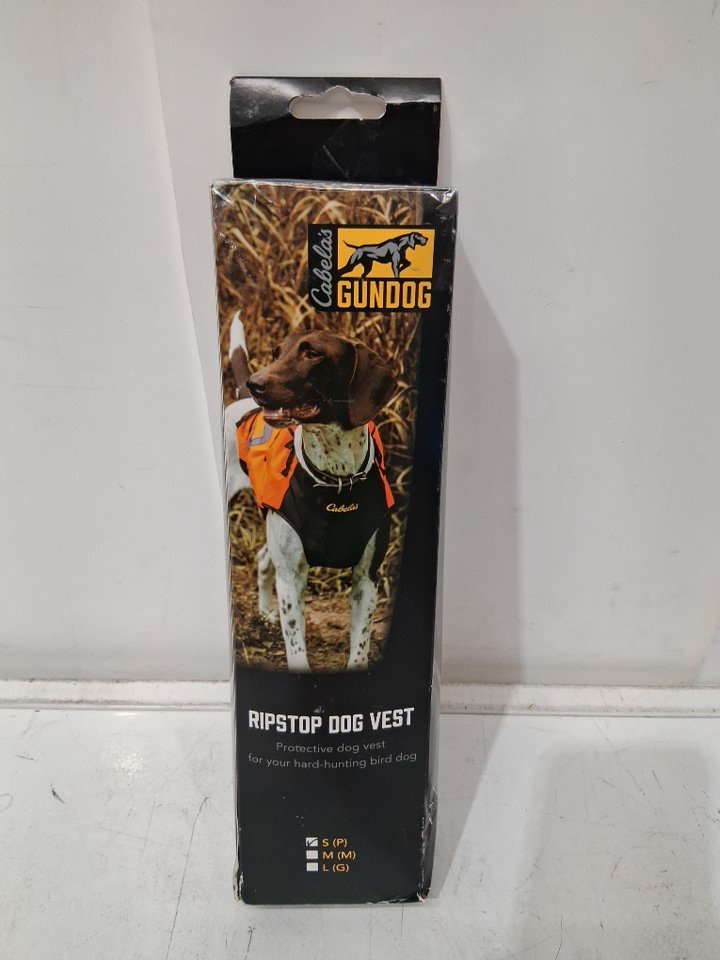 Cabela's
GUNDOG
Cabela's
RIPSTOP DOG VEST
Protective dog vest
for your hard-hunting bird dog
S (P)
M (M)
L (G)